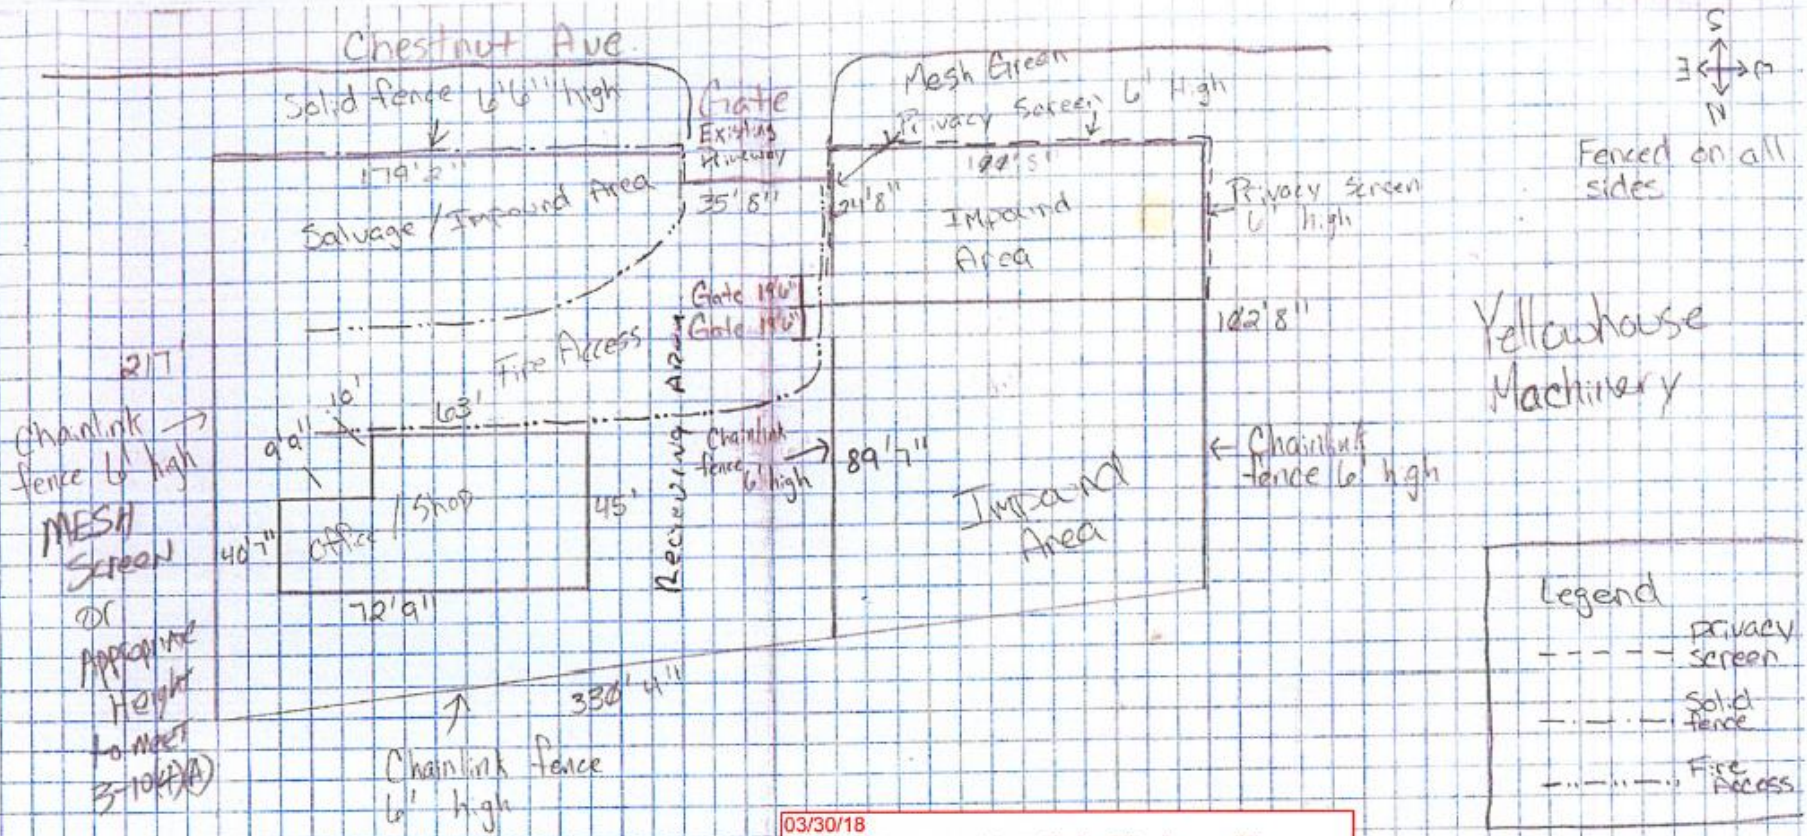 Chestnut Ave.
Solid fence 6'6" high
179'2"
Salvage/Impound Area
Gate
Existing
Driveway
35'8"
Mesh Green
Privacy Screen 6' High
24'8"
Impound
Area
Privacy Screen
6' high
S
E
W
N
Fenced on all
sides
Gate 19'6"
Gate 19'6"
102'8"
Yellowhouse
Machinery
Fire Access
217'
Chainlink
fence 6' high
MESH
Screen
or
Appropriate
Height
to meet
3-10(4)(A)
16'
63'
9'9"
Office/Shop
45'
40'7"
72'9"
Recieving Area
Chainlink
fence
6' high
89'7"
Impound
Area
Chainlink
fence 6' high
Chainlink fence
6' high
Legend
privacy
screen
Solid
fence
Fire
Access
03/30/18